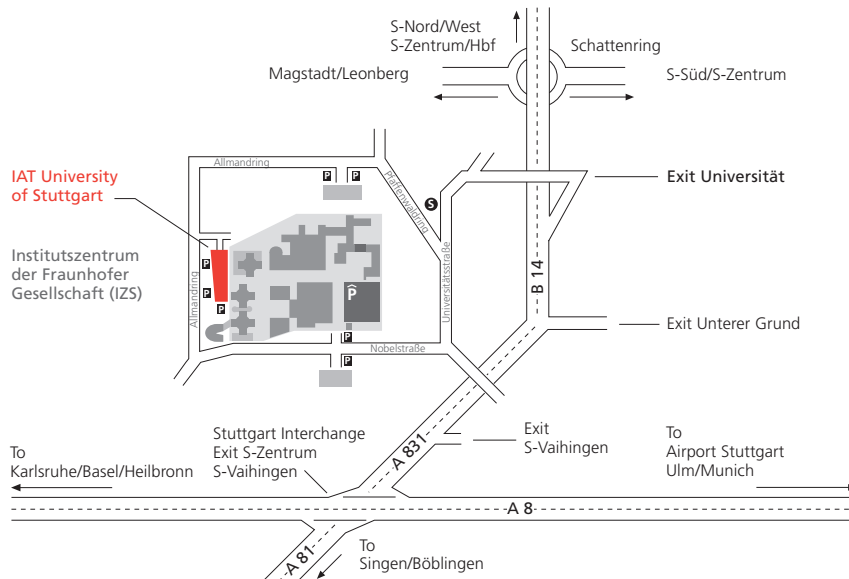 S-Nord/West
S-Zentrum/Hbf
Schattenring
Magstadt/Leonberg
S-Süd/S-Zentrum
Allmandring
P
P
Pfaffenwaldring
IAT University
of Stuttgart
Exit Universität
S
Institutszentrum
der Fraunhofer
Gesellschaft (IZS)
P
P
P
P
Allmandring
Universitätsstraße
B 14
Exit Unterer Grund
P
Nobelstraße
P
A 831
Exit
S-Vaihingen
Stuttgart Interchange
Exit S-Zentrum
S-Vaihingen
To
Karlsruhe/Basel/Heilbronn
To
Airport Stuttgart
Ulm/Munich
A 8
A 81
To
Singen/Böblingen